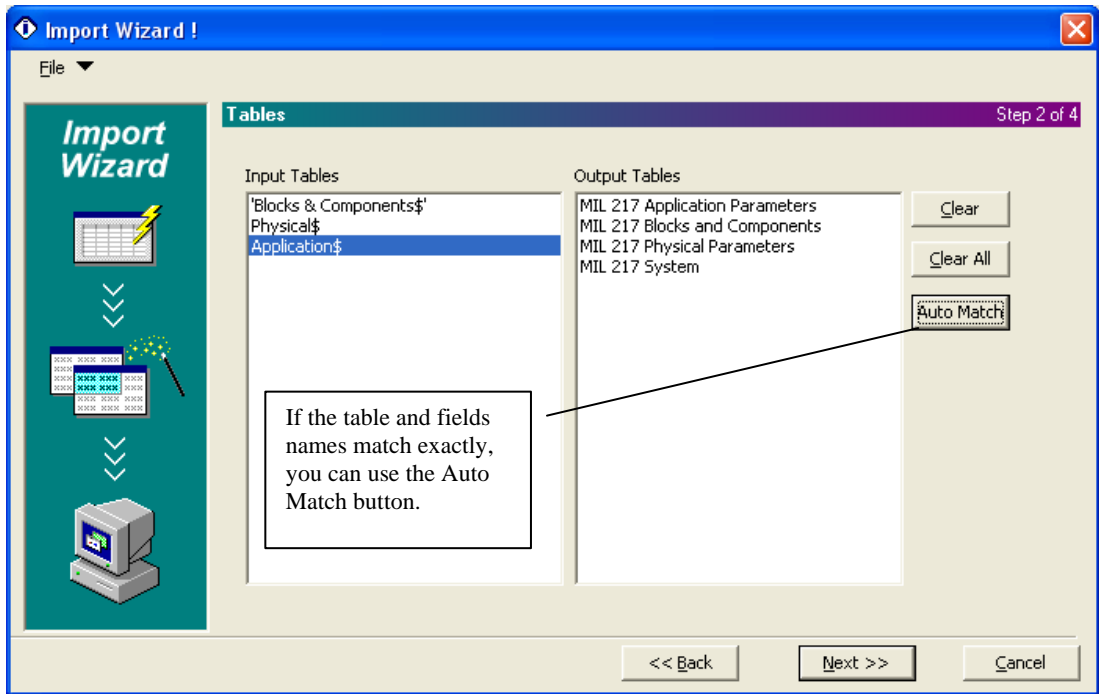 Import Wizard !
File
Import
Wizard
Tables
Step 2 of 4
Input Tables
'Blocks & Components$'
Physical$
Application$
Output Tables
MIL 217 Application Parameters
MIL 217 Blocks and Components
MIL 217 Physical Parameters
MIL 217 System
Clear
Clear All
Auto Match
If the table and fields
names match exactly,
you can use the Auto
Match button.
<< Back
Next >>
Cancel